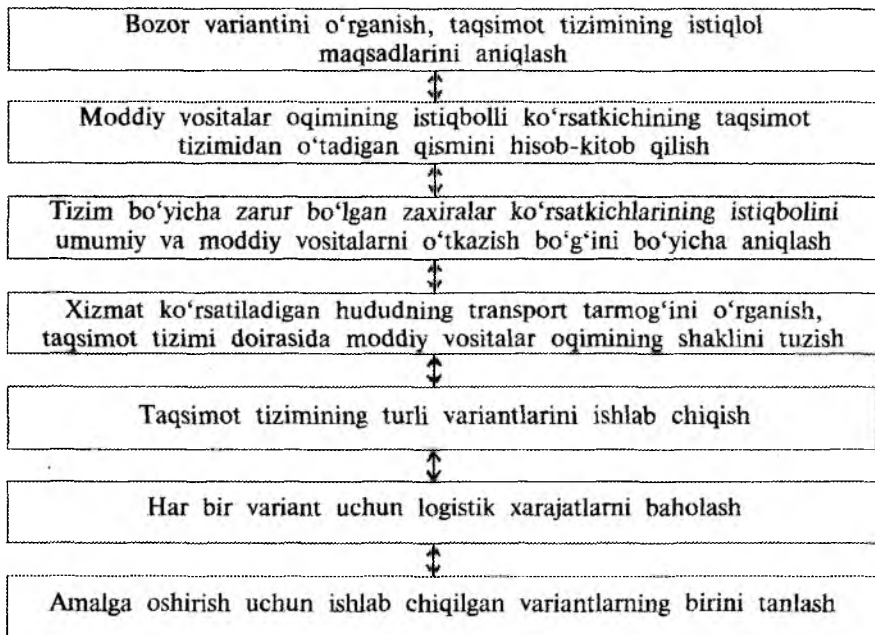 Bozor variantini o‘rganish, taqsimot tizimining istiqlol
maqsadlarini aniqlash
Moddiy vositalar oqimining istiqbolli ko‘rsatkichining taqsimot
tizimidan o‘tadigan qismini hisob-kitob qilish
Tizim bo‘yicha zarur bo‘lgan zaxiralar ko‘rsatkichlarining istiqbolini
umumiy va moddiy vositalarni o‘tkazish bo‘g‘ini bo‘yicha aniqlash
Xizmat ko‘rsatiladigan hududning transport tarmog‘ini o‘rganish,
taqsimot tizimi doirasida moddiy vositalar oqimining shaklini tuzish
Taqsimot tizimining turli variantlarini ishlab chiqish
Har bir variant uchun logistik xarajatlarni baholash
Amalga oshirish uchun ishlab chiqilgan variantlarning birini tanlash